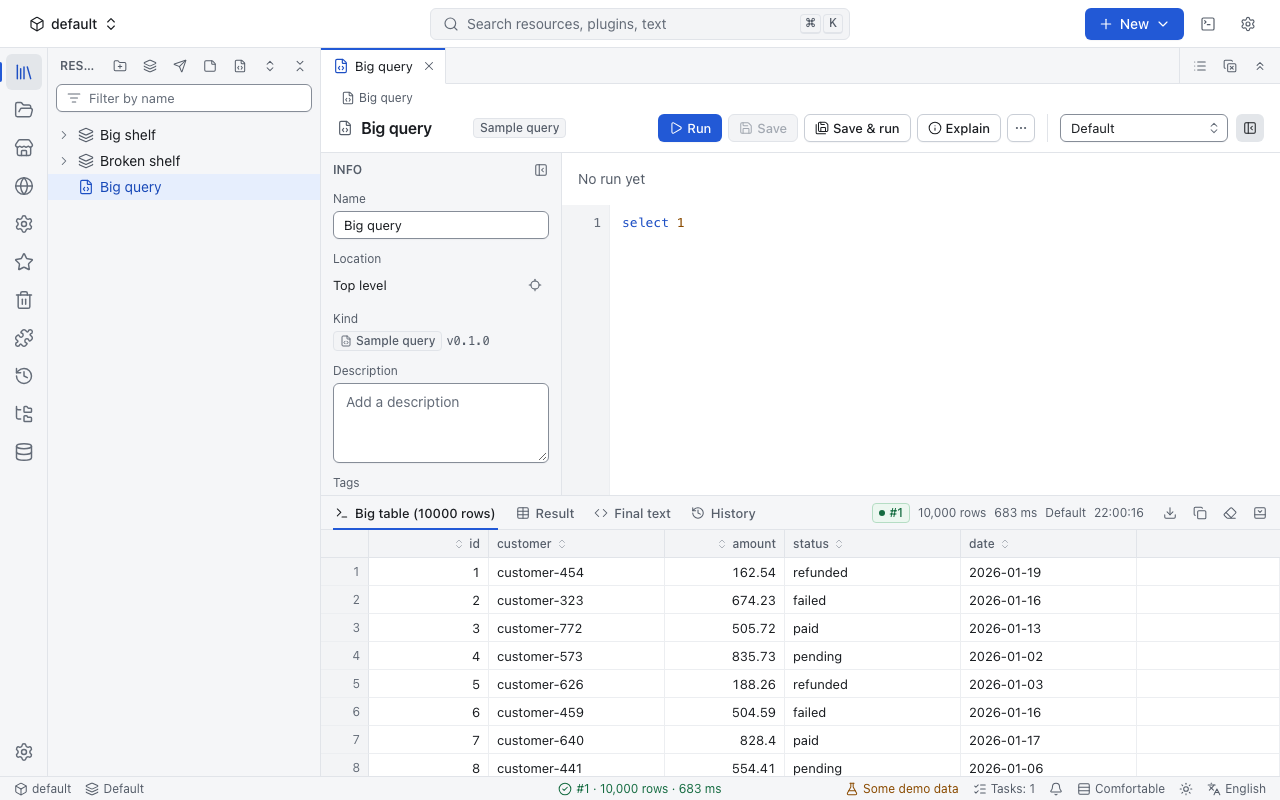 default
Search resources, plugins, text
⌘ K
New
RES...
Filter by name
Big shelf
Broken shelf
Big query
Big query
Big query
Big query
Sample query
Run
Save
Save & run
Explain
Default
INFO
Name
Big query
Location
Top level
Kind
Sample query v0.1.0
Description
Add a description
Tags
No run yet
1 select 1
Big table (10000 rows)
Result
Final text
History
#1
10,000 rows 683 ms Default 22:00:16
id customer amount status date
1 1 customer-454 162.54 refunded 2026-01-19
2 2 customer-323 674.23 failed 2026-01-16
3 3 customer-772 505.72 paid 2026-01-13
4 4 customer-573 835.73 pending 2026-01-02
5 5 customer-626 188.26 refunded 2026-01-03
6 6 customer-459 504.59 failed 2026-01-16
7 7 customer-640 828.4 paid 2026-01-17
8 8 customer-441 554.41 pending 2026-01-06
default
Default
#1 · 10,000 rows · 683 ms
Some demo data
Tasks: 1
Comfortable
English